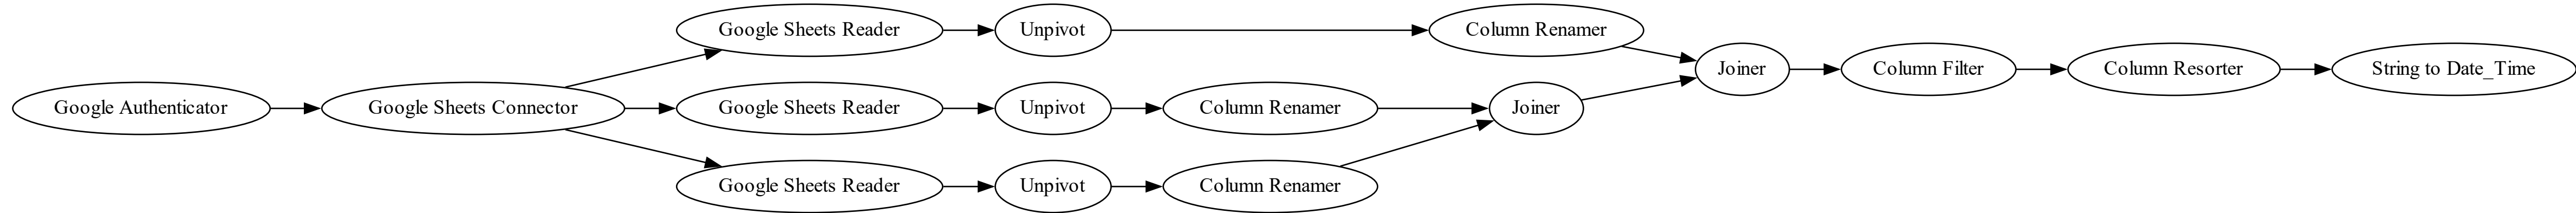 Google Authenticator
Google Sheets Connector
Google Sheets Reader
Unpivot
Column Renamer
Google Sheets Reader
Unpivot
Column Renamer
Google Sheets Reader
Unpivot
Column Renamer
Joiner
Joiner
Column Filter
Column Resorter
String to Date_Time